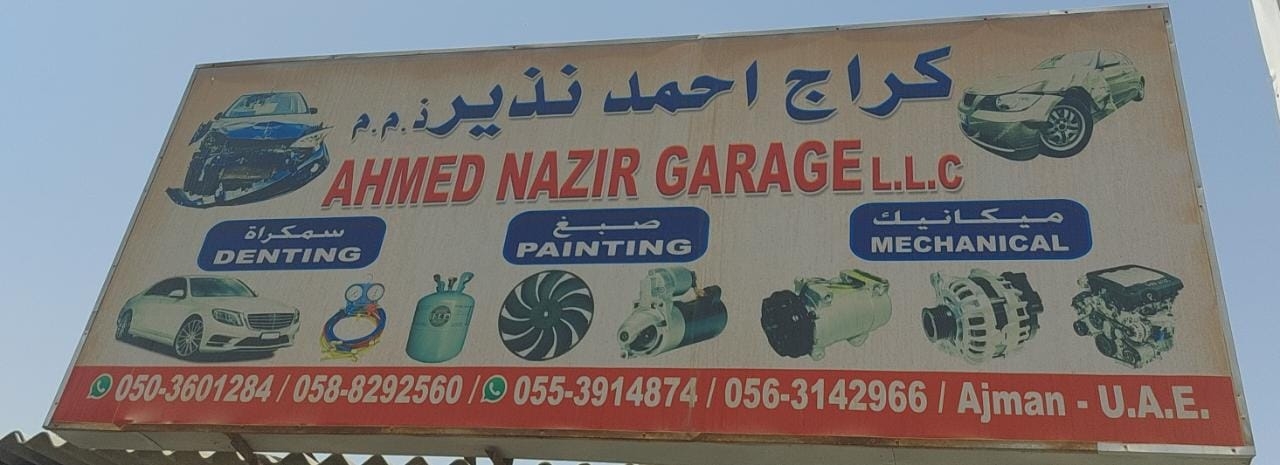 كراج احمد نذير ذ.م.م
AHMED NAZIR GARAGE L.L.C
سمكراة
DENTING
صبغ
PAINTING
ميكانيك
MECHANICAL
050-3601284 / 058-8292560 / 055-3914874 / 056-3142966 / Ajman - U.A.E.